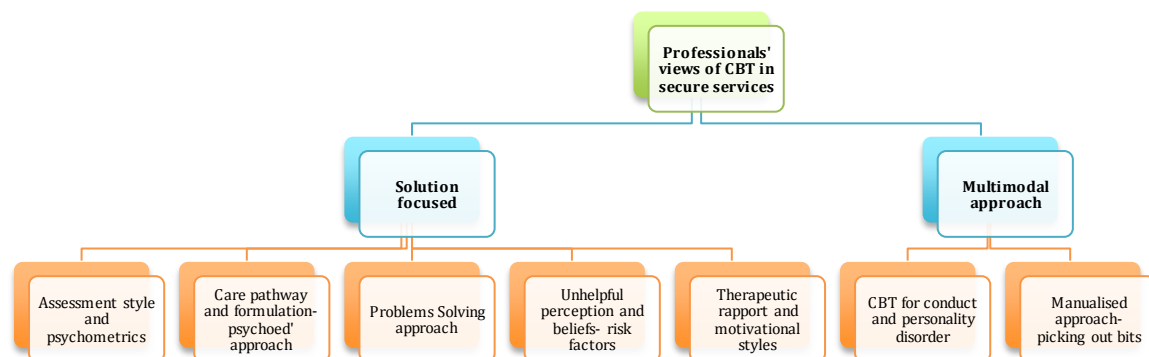 Professionals'
views of CBT in
secure services
Solution
focused
Multimodal
approach
Assessment style
and
psychometrics
Care pathway
and formulation-
psychoed'
approach
Problems Solving
approach
Unhelpful
perception and
beliefs- risk
factors
Therapeutic
rapport and
motivational
styles
CBT for conduct
and personality
disorder
Manualised
approach-
picking out bits